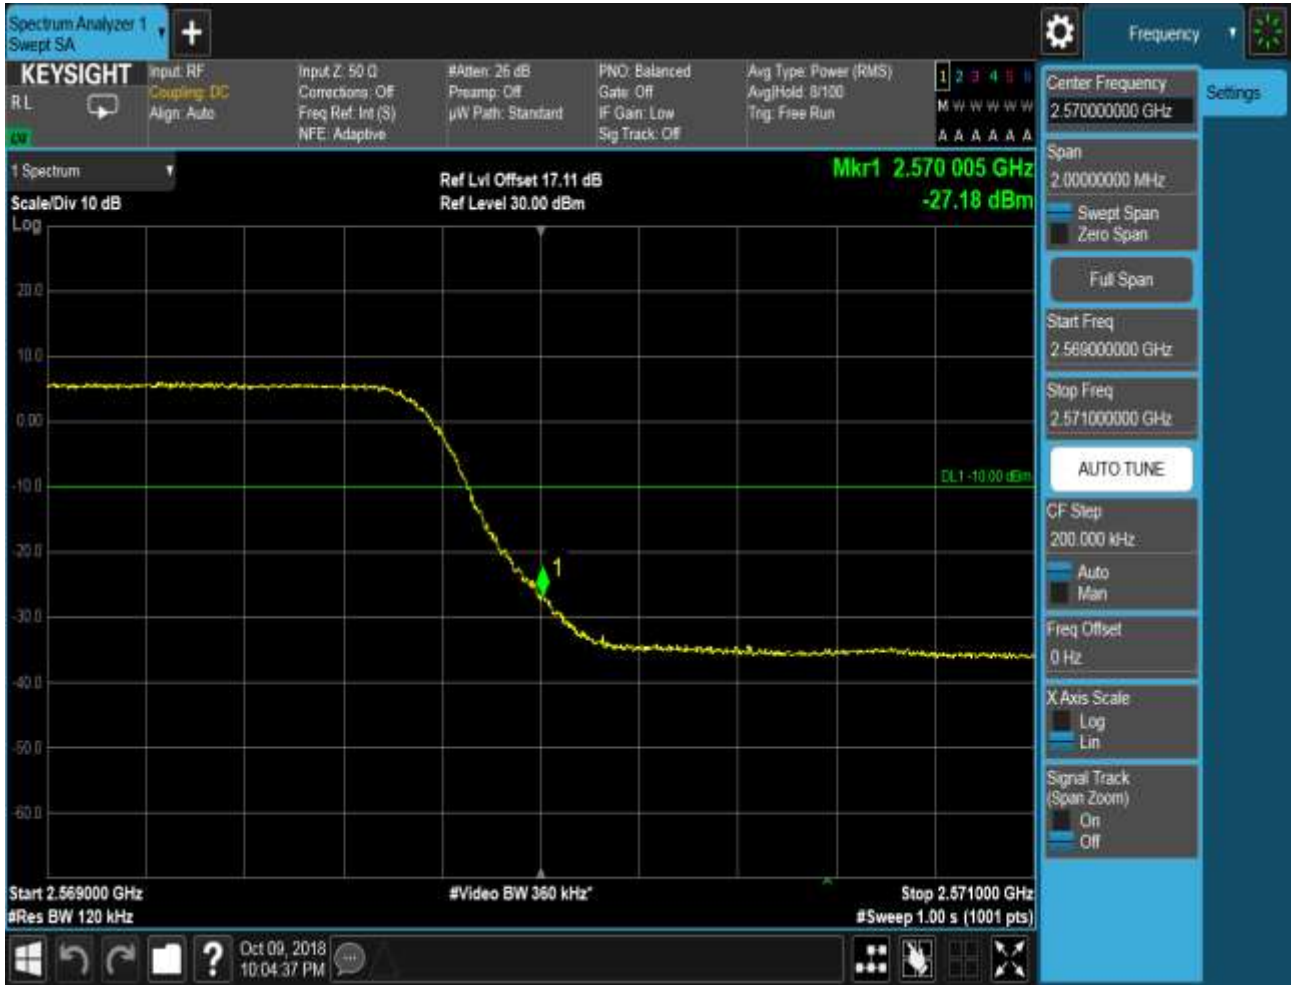 Spectrum Analyzer 1
Swept SA
Frequency
KEYSIGHT
R L
Input: RF
Coupling: DC
Align: Auto
Input Z: 50 Ω
Corrections: Off
Freq Ref: Int (S)
NFE: Adaptive
#Atten: 26 dB
Preamp: Off
µW Path: Standard
PNO: Balanced
Gate: Off
IF Gain: Low
Sig Track: Off
Avg Type: Power (RMS)
Avg|Hold: 8/100
Trig: Free Run
1 2 3 4 5 6
M W W W W W
A A A A A A
Center Frequency
2.570000000 GHz
Settings
1 Spectrum
Scale/Div 10 dB
Log
Ref Lvl Offset 17.11 dB
Ref Level 30.00 dBm
Mkr1 2.570 005 GHz
-27.18 dBm
20.0
10.0
0.00
-10.0
-20.0
-30.0
-40.0
-50.0
-60.0
DL1 -10.00 dBm
1
Span
2.00000000 MHz
Swept Span
Zero Span
Full Span
Start Freq
2.569000000 GHz
Stop Freq
2.571000000 GHz
AUTO TUNE
CF Step
200.000 kHz
Auto
Man
Freq Offset
0 Hz
X Axis Scale
Log
Lin
Signal Track
(Span Zoom)
On
Off
Start 2.569000 GHz
#Res BW 120 kHz
#Video BW 360 kHz*
Stop 2.571000 GHz
#Sweep 1.00 s (1001 pts)
?
Oct 09, 2018
10:04:37 PM